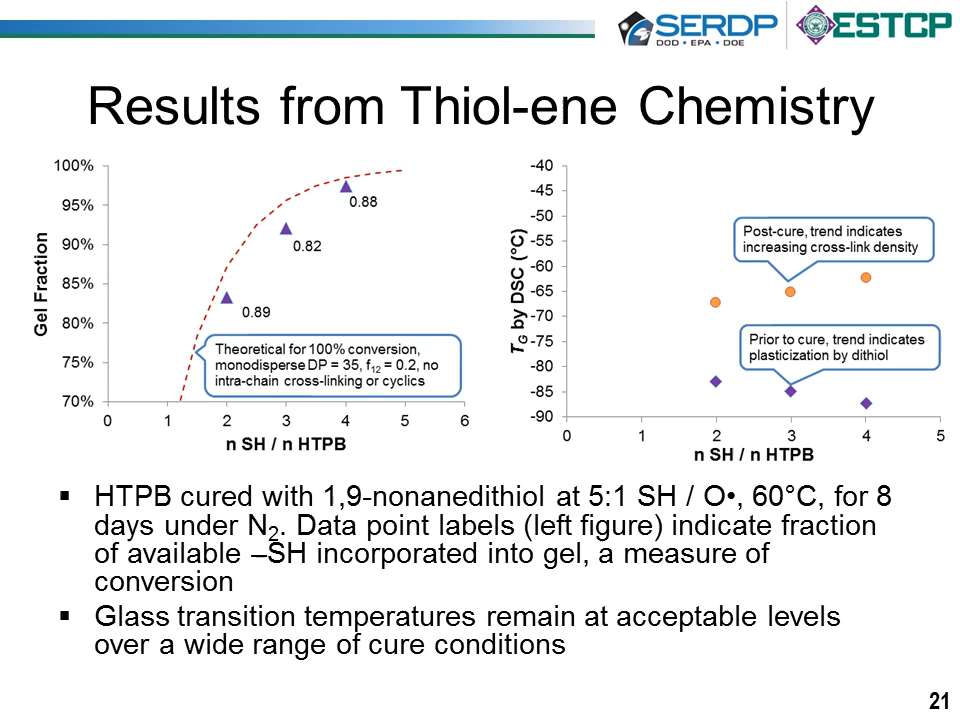 SERDP
DOD • EPA • DOE
ESTCP
Results from Thiol-ene Chemistry
100%
95%
90%
85%
80%
75%
70%
Gel Fraction
0.88
0.82
0.89
Theoretical for 100% conversion,
monodisperse DP = 35, f12 = 0.2, no
intra-chain cross-linking or cyclics
0 1 2 3 4 5 6
n SH / n HTPB
-40
-45
-50
-55
-60
-65
-70
-75
-80
-85
-90
TG by DSC (°C)
Post-cure, trend indicates
increasing cross-link density
Prior to cure, trend indicates
plasticization by dithiol
0 1 2 3 4 5
n SH / n HTPB
▪ HTPB cured with 1,9-nonanedithiol at 5:1 SH / O•, 60°C, for 8
days under N2. Data point labels (left figure) indicate fraction
of available –SH incorporated into gel, a measure of
conversion
▪ Glass transition temperatures remain at acceptable levels
over a wide range of cure conditions
21